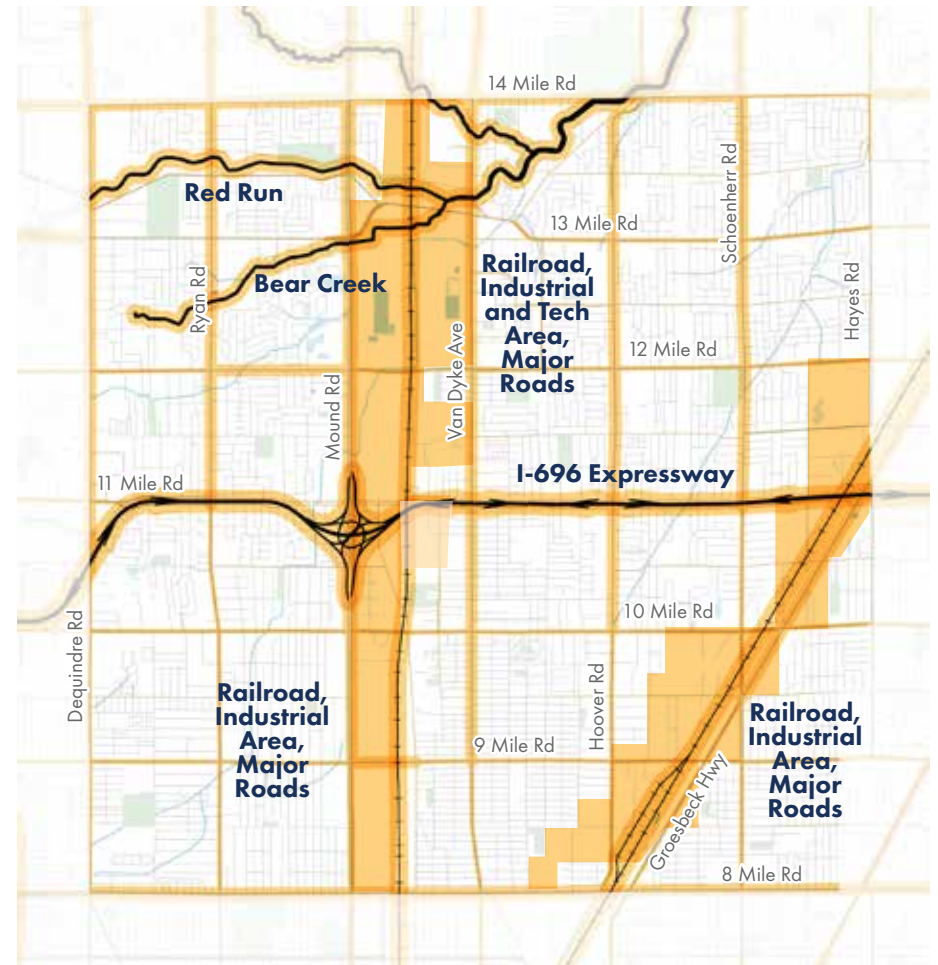 14 Mile Rd
Schoenherr Rd
Red Run
13 Mile Rd
Bear Creek
Railroad,
Industrial
and Tech
Area,
Major
Roads
Ryan Rd
Hayes Rd
12 Mile Rd
Van Dyke Ave
Mound Rd
I-696 Expressway
11 Mile Rd
10 Mile Rd
Dequindre Rd
Hoover Rd
Railroad,
Industrial
Area,
Major
Roads
Railroad,
Industrial
Area,
Major
Roads
9 Mile Rd
Groesbeck Hwy
8 Mile Rd